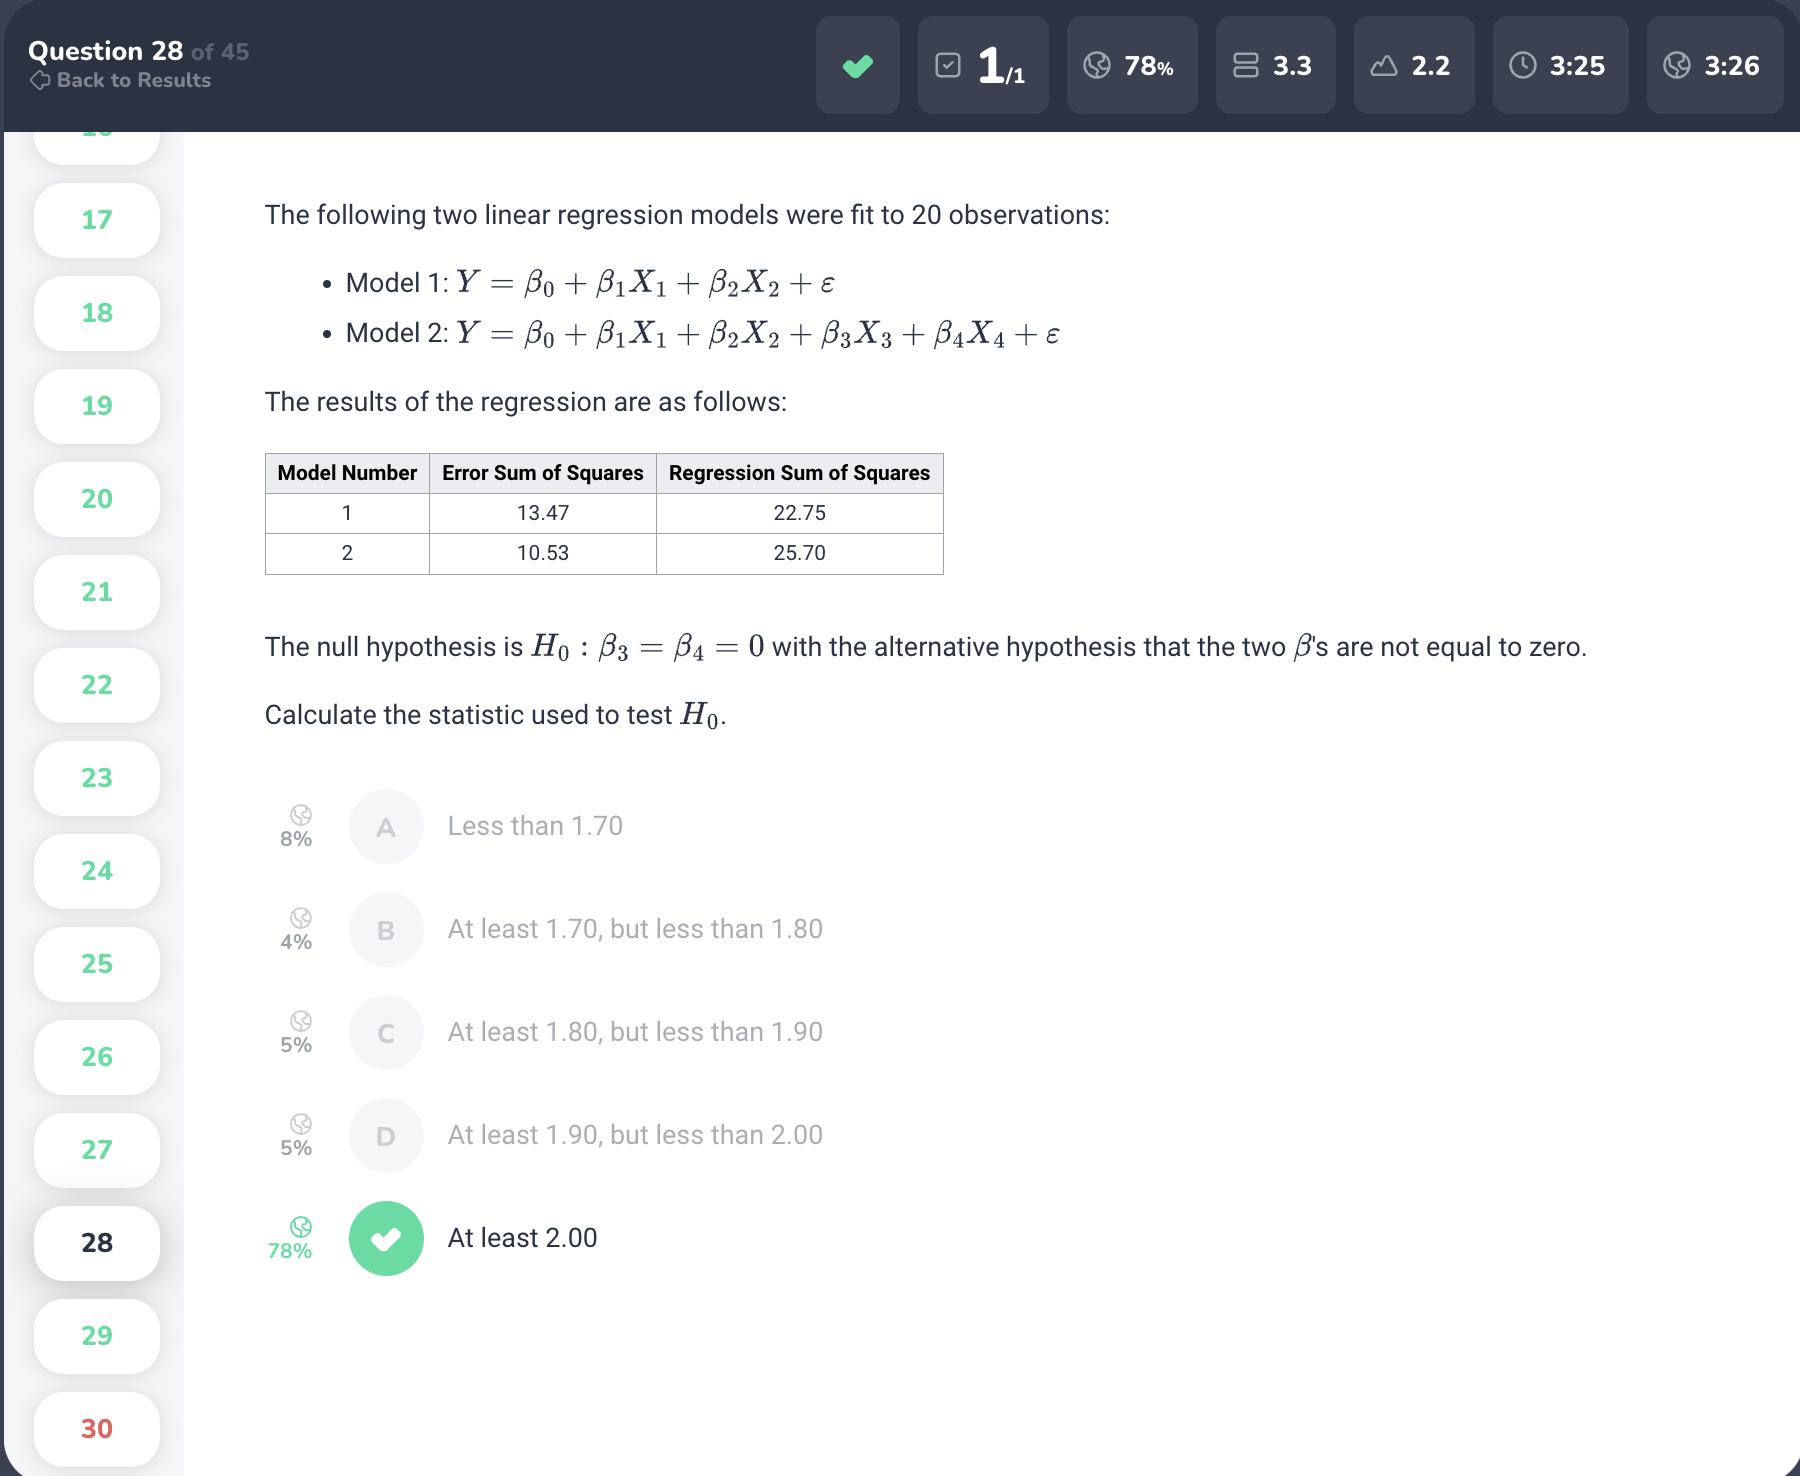 Question 28 of 45
Back to Results
1/1
78%
3.3
2.2
3:25
3:26
17
18
19
20
21
22
23
24
25
26
27
28
29
30
The following two linear regression models were fit to 20 observations:
• Model 1: Y = β₀ + β₁X₁ + β₂X₂ + ε
• Model 2: Y = β₀ + β₁X₁ + β₂X₂ + β₃X₃ + β₄X₄ + ε
The results of the regression are as follows:
Model Number Error Sum of Squares Regression Sum of Squares
1 13.47 22.75
2 10.53 25.70
The null hypothesis is H₀ : β₃ = β₄ = 0 with the alternative hypothesis that the two β's are not equal to zero.
Calculate the statistic used to test H₀.
8% A Less than 1.70
4% B At least 1.70, but less than 1.80
5% C At least 1.80, but less than 1.90
5% D At least 1.90, but less than 2.00
78% At least 2.00